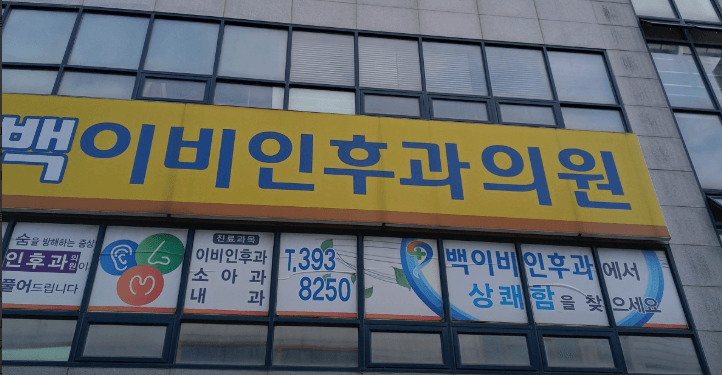 백이비인후과의원
숨을 방해하는 증상
인후과의원이
풀어드립니다
진료과목
이비인후과
소아과
내과
T.393
8250
백이비인후과에서
상쾌함을 찾으세요